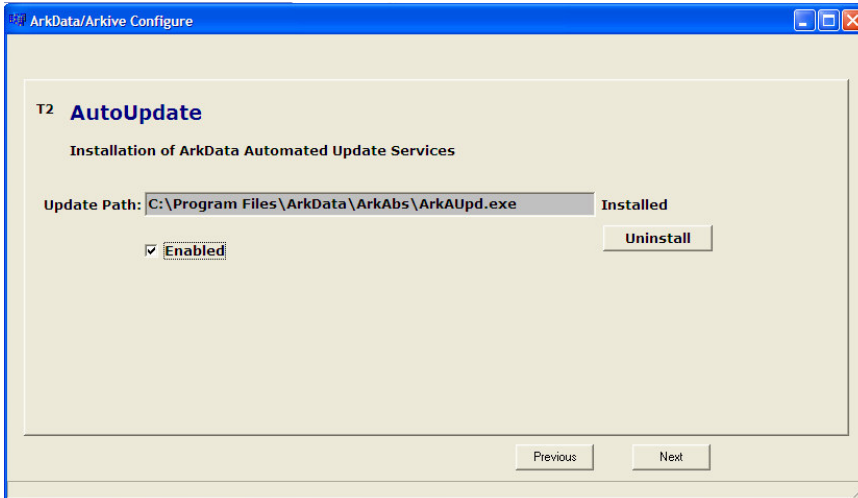 ArkData/Arkive Configure
T2 AutoUpdate
Installation of ArkData Automated Update Services
Update Path: C:\Program Files\ArkData\ArkAbs\ArkAUpd.exe Installed
Enabled Uninstall
Previous Next